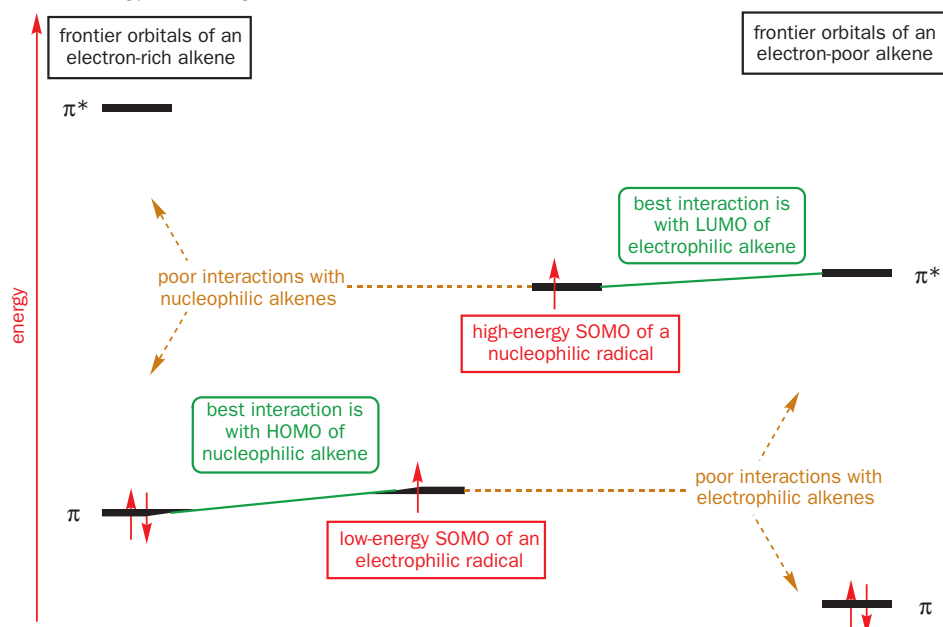 frontier orbitals of an
electron-rich alkene
frontier orbitals of an
electron-poor alkene
π*
best interaction is
with LUMO of
electrophilic alkene
poor interactions with
nucleophilic alkenes
π*
energy
high-energy SOMO of a
nucleophilic radical
best interaction is
with HOMO of
nucleophilic alkene
poor interactions with
electrophilic alkenes
π
low-energy SOMO of an
electrophilic radical
π